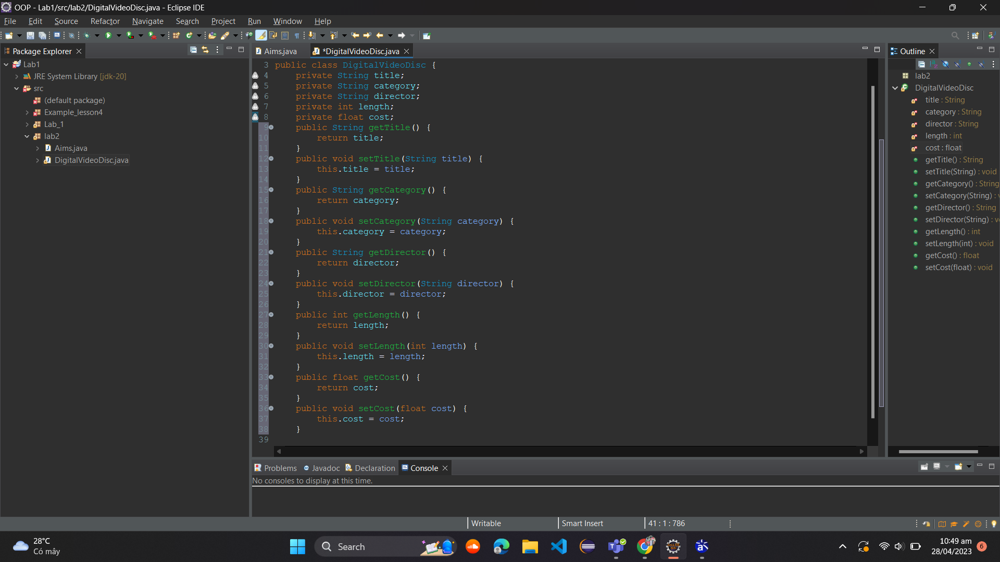 OOP - Lab1/src/lab2/DigitalVideoDisc.java - Eclipse IDE
File Edit Source Refactor Navigate Search Project Run Window Help
Package Explorer
Lab1
JRE System Library [jdk-20]
src
(default package)
Example_lesson4
Lab_1
lab2
Aims.java
DigitalVideoDisc.java
Aims.java *DigitalVideoDisc.java
3 public class DigitalVideoDisc {
4 private String title;
5 private String category;
6 private String director;
7 private int length;
8 private float cost;
9 public String getTitle() {
10 return title;
11 }
12 public void setTitle(String title) {
13 this.title = title;
14 }
15 public String getCategory() {
16 return category;
17 }
18 public void setCategory(String category) {
19 this.category = category;
20 }
21 public String getDirector() {
22 return director;
23 }
24 public void setDirector(String director) {
25 this.director = director;
26 }
27 public int getLength() {
28 return length;
29 }
30 public void setLength(int length) {
31 this.length = length;
32 }
33 public float getCost() {
34 return cost;
35 }
36 public void setCost(float cost) {
37 this.cost = cost;
38 }
39
Outline
lab2
DigitalVideoDisc
title : String
category : String
director : String
length : int
cost : float
getTitle() : String
setTitle(String) : void
getCategory() : String
setCategory(String) : v
getDirector() : String
setDirector(String) : v
getLength() : int
setLength(int) : void
getCost() : float
setCost(float) : void
Problems Javadoc Declaration Console
No consoles to display at this time.
Writable Smart Insert 41 : 1 : 786
28°C
Có mây
Search
10:49 am
28/04/2023
6